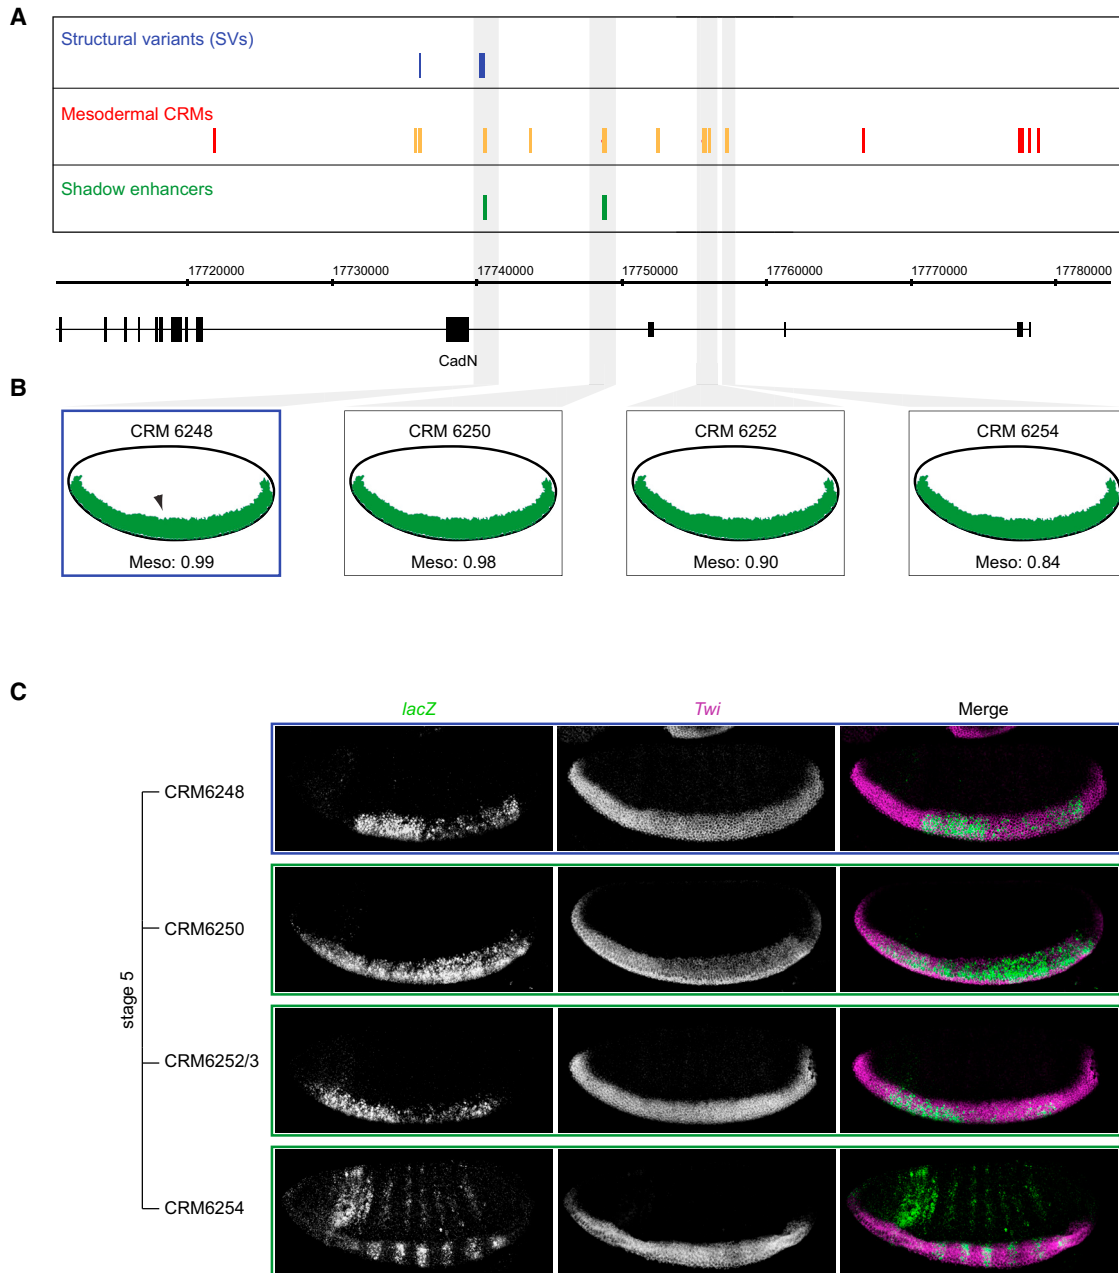 A
Structural variants (SVs)
Mesodermal CRMs
Shadow enhancers
17720000 17730000 17740000 17750000 17760000 17770000 17780000
CadN
B
CRM 6248 CRM 6250 CRM 6252 CRM 6254
Meso: 0.99 Meso: 0.98 Meso: 0.90 Meso: 0.84
C
lacZ Twi Merge
stage 5
CRM6248
CRM6250
CRM6252/3
CRM6254